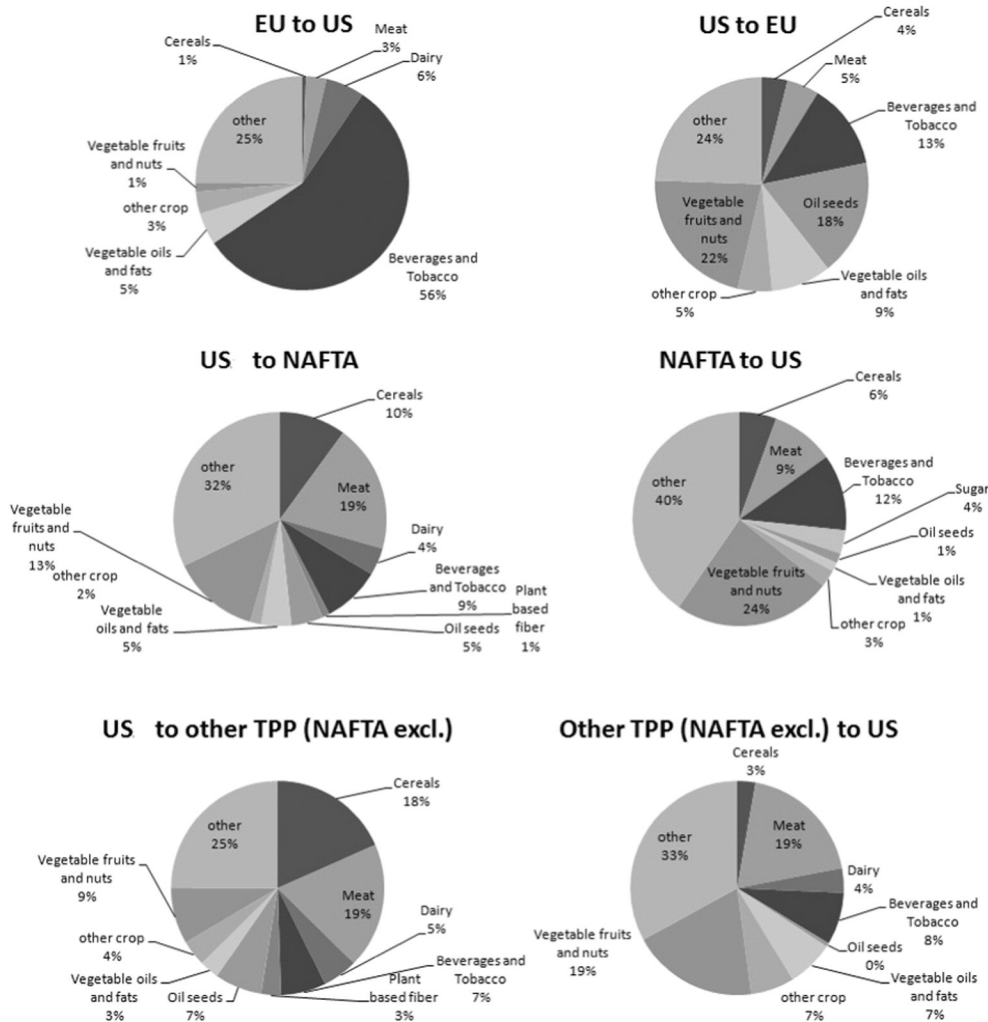 EU to US
Cereals
1%
Meat
3%
Dairy
6%
other
25%
Vegetable fruits
and nuts
1%
other crop
3%
Vegetable oils
and fats
5%
Beverages and
Tobacco
56%
US to EU
Cereals
4%
Meat
5%
Beverages and
Tobacco
13%
other
24%
Vegetable
fruits and
nuts
22%
Oil seeds
18%
other crop
5%
Vegetable oils
and fats
9%
US to NAFTA
Cereals
10%
other
32%
Meat
19%
Vegetable
fruits and
nuts
13%
Dairy
4%
other crop
2%
Beverages
and Tobacco
9%
Plant
based
fiber
1%
Vegetable
oils and fats
5%
Oil seeds
5%
NAFTA to US
Cereals
6%
Meat
9%
Beverages and
Tobacco
12%
other
40%
Sugar
4%
Oil seeds
1%
Vegetable fruits
and nuts
24%
Vegetable oils
and fats
1%
other crop
3%
US to other TPP (NAFTA excl.)
Cereals
18%
other
25%
Vegetable fruits
and nuts
9%
Meat
19%
Dairy
5%
other crop
4%
Beverages and
Tobacco
7%
Vegetable oils
and fats
3%
Oil seeds
7%
Plant
based fiber
3%
Other TPP (NAFTA excl.) to US
Cereals
3%
Meat
19%
other
33%
Dairy
4%
Beverages and
Tobacco
8%
Vegetable fruits
and nuts
19%
Oil seeds
0%
Vegetable oils
and fats
7%
other crop
7%